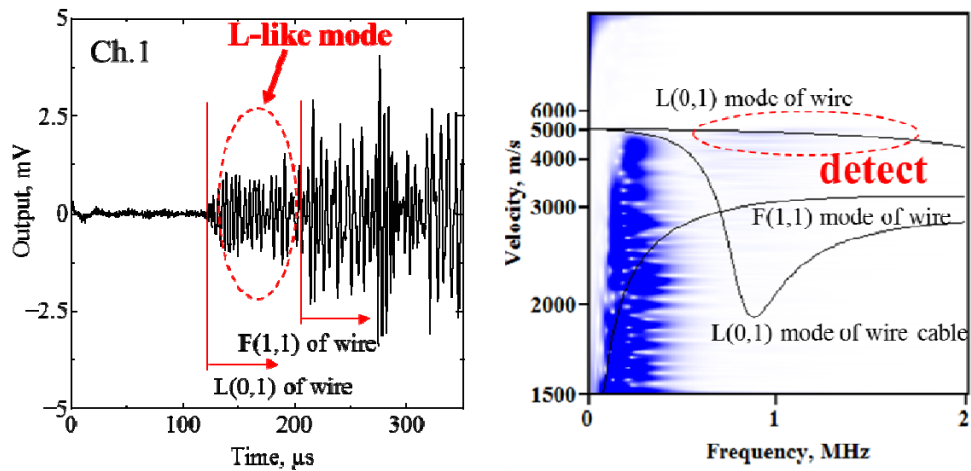 Ch.1
L-like mode
5
2.5
0
−2.5
−5
Output, mV
F(1,1) of wire
L(0,1) of wire
0
100
200
300
Time, µs
L(0,1) mode of wire
detect
F(1,1) mode of wire
L(0,1) mode of wire cable
6000
5000
4000
3000
2000
1500
Velocity, m/s
0
1
2
Frequency, MHz